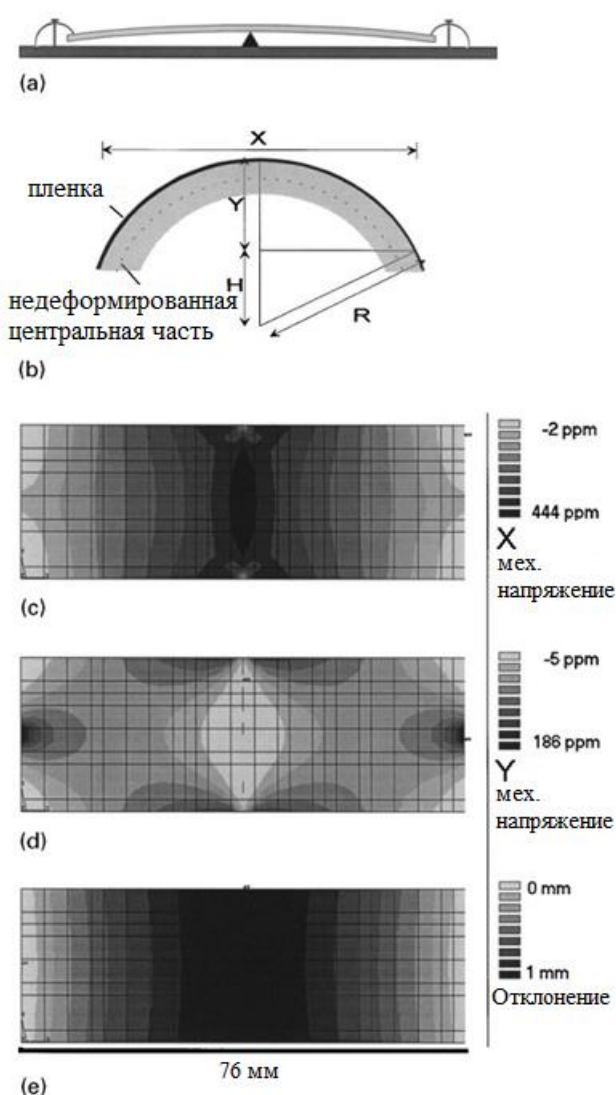 (a)
X
пленка
Y
недеформированная
центральная часть
H
R
(b)
-2 ppm
444 ppm
X
мех.
напряжение
(c)
-5 ppm
186 ppm
Y
мех.
напряжение
(d)
0 mm
1 mm
Отклонение
76 мм
(e)